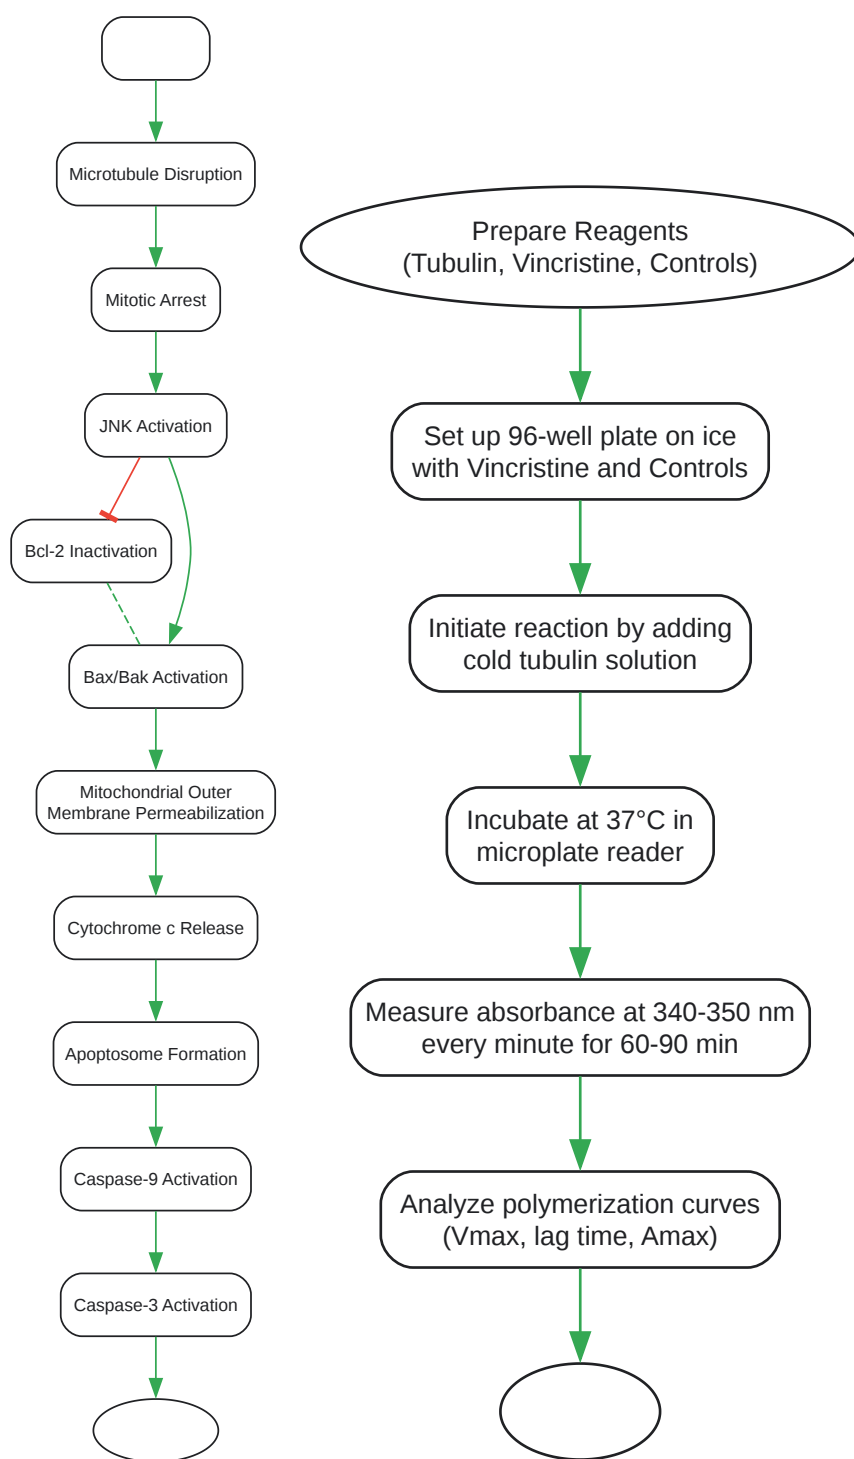 Microtubule Disruption
Mitotic Arrest
JNK Activation
Bcl-2 Inactivation
Bax/Bak Activation
Mitochondrial Outer
Membrane Permeabilization
Cytochrome c Release
Apoptosome Formation
Caspase-9 Activation
Caspase-3 Activation
Prepare Reagents
(Tubulin, Vincristine, Controls)
Set up 96-well plate on ice
with Vincristine and Controls
Initiate reaction by adding
cold tubulin solution
Incubate at 37°C in
microplate reader
Measure absorbance at 340-350 nm
every minute for 60-90 min
Analyze polymerization curves
(Vmax, lag time, Amax)